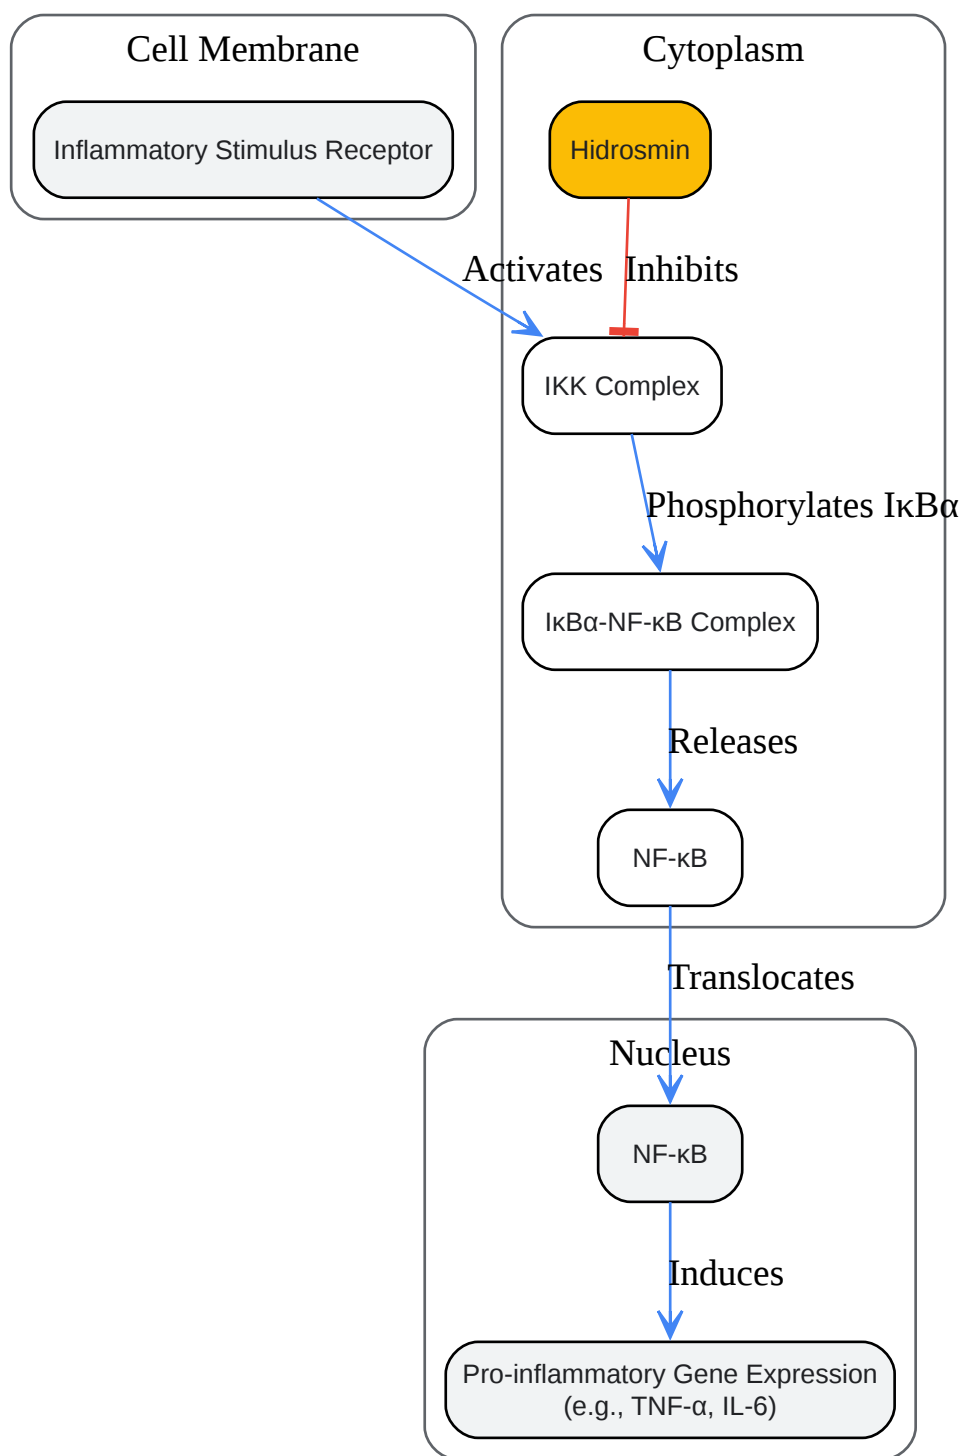 Cell Membrane
Cytoplasm
Inflammatory Stimulus Receptor
Hidrosmin
Activates
Inhibits
IKK Complex
Phosphorylates IκBα
IκBα-NF-κB Complex
Releases
NF-κB
Translocates
Nucleus
NF-κB
Induces
Pro-inflammatory Gene Expression
(e.g., TNF-α, IL-6)